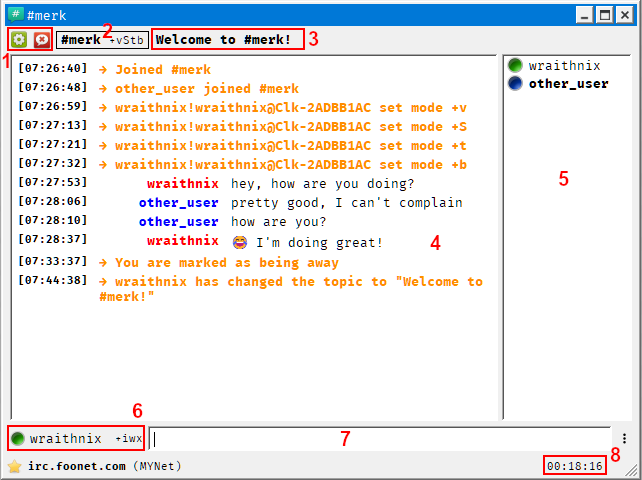 #merk
1
#merk +vStb
2
Welcome to #merk!
3
[07:26:40] → Joined #merk
[07:26:48] → other_user joined #merk
[07:26:59] → wraithnix!wraithnix@Clk-2ADBB1AC set mode +v
[07:27:13] → wraithnix!wraithnix@Clk-2ADBB1AC set mode +S
[07:27:21] → wraithnix!wraithnix@Clk-2ADBB1AC set mode +t
[07:27:32] → wraithnix!wraithnix@Clk-2ADBB1AC set mode +b
[07:27:53] wraithnix hey, how are you doing?
[07:28:06] other_user pretty good, I can't complain
[07:28:10] other_user how are you?
[07:28:37] wraithnix 😂 I'm doing great!
4
[07:33:37] → You are marked as being away
[07:44:38] → wraithnix has changed the topic to "Welcome to
#merk!"
wraithnix
other_user
5
6
wraithnix +iwx
7
irc.foonet.com (MYNet)
00:18:16
8